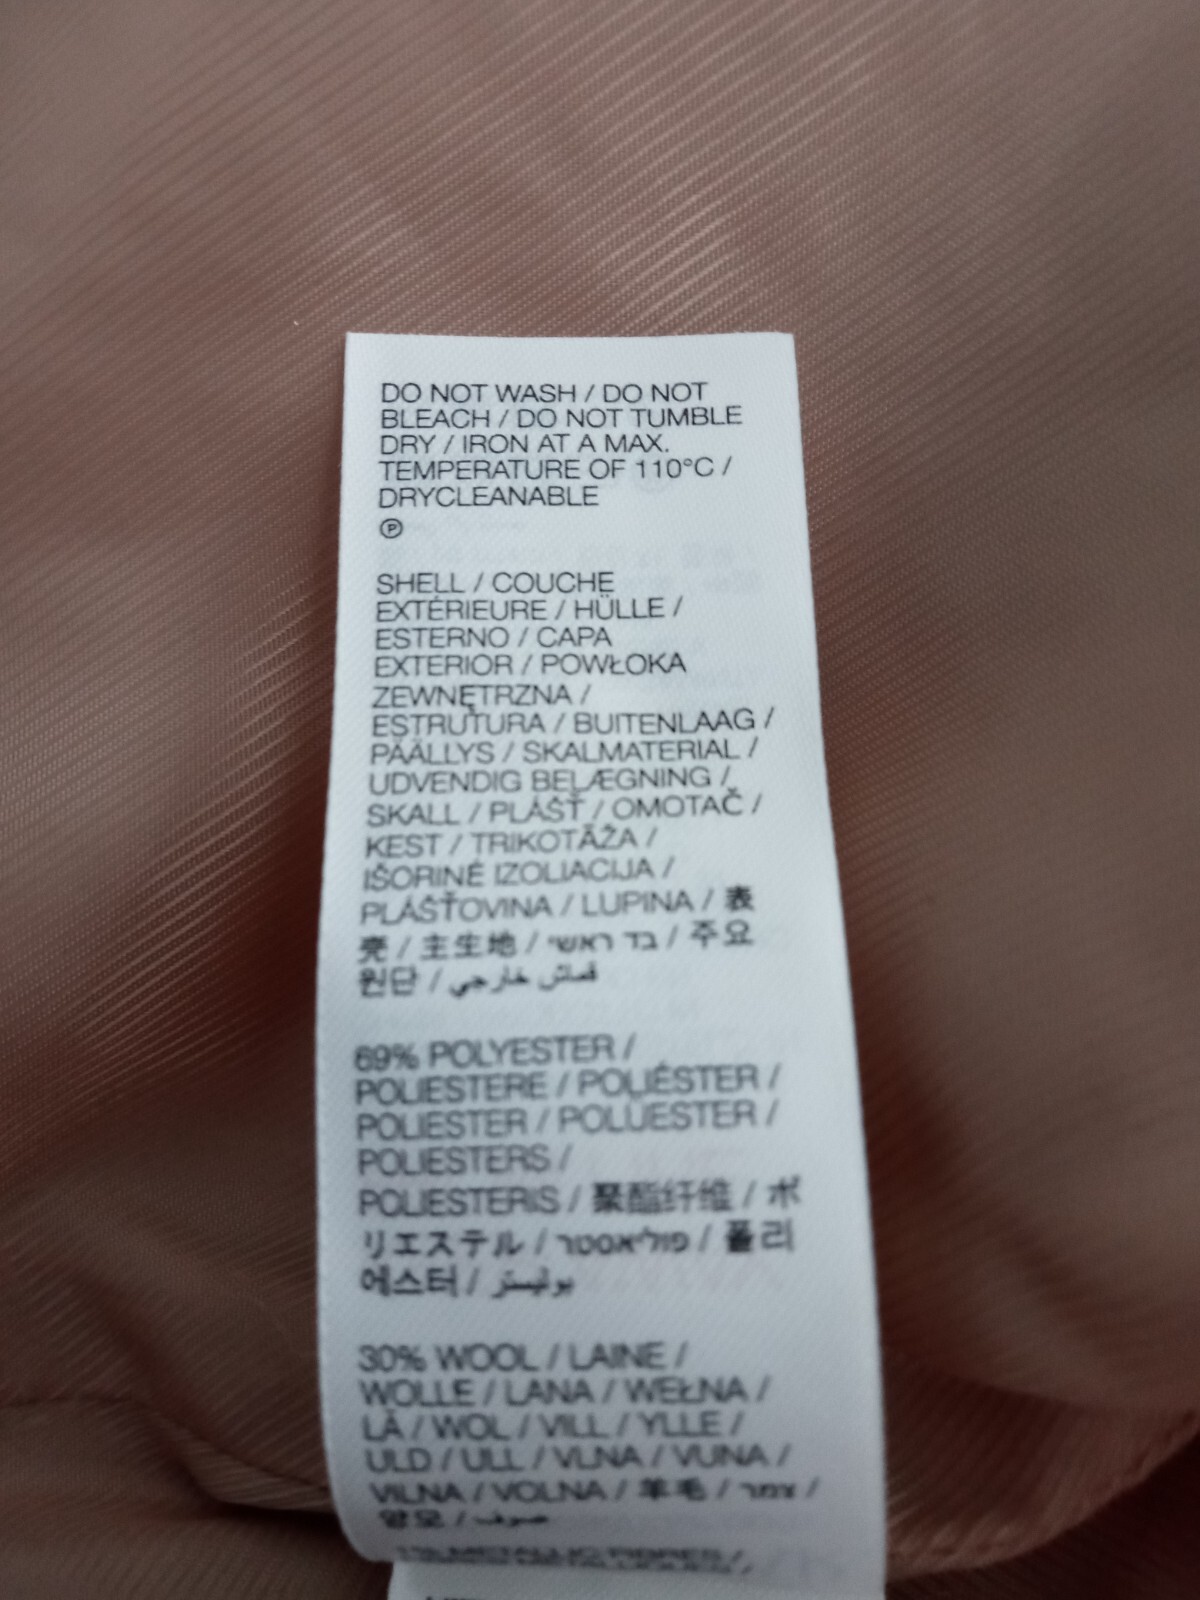 DO NOT WASH / DO NOT
BLEACH / DO NOT TUMBLE
DRY / IRON AT A MAX.
TEMPERATURE OF 110°C /
DRYCLEANABLE
Ⓟ
SHELL / COUCHE
EXTÉRIEURE / HÜLLE /
ESTERNO / CAPA
EXTERIOR / POWŁOKA
ZEWNĘTRZNA /
ESTRUTURA / BUITENLAAG /
PÄÄLLYS / SKALMATERIAL /
UDVENDIG BELÆGNING /
SKALL / PLÁŠŤ / OMOTAČ /
KEST / TRIKOTĀŽA /
IŠORINĖ IZOLIACIJA /
PLÁŠŤOVINA / LUPINA / 表
壳 / 主生地 / בד ראשי / 주요
원단 / قماش خارجي
69% POLYESTER /
POLIESTERE / POLIÉSTER /
POLIESTER / POLÜESTER /
POLIESTERS /
POLIESTERIS / 聚酯纤维 / ポ
リエステル / פוליאסטר / 폴리
에스터 / بوليستر
30% WOOL / LAINE /
WOLLE / LANA / WEŁNA /
LÃ / WOL / VILL / YLLE /
ULD / ULL / VLNA / VUNA /
VILNA / VOLNA / 羊毛 / צמר /
양모 / صوف
1% METALLIC FIBRES /